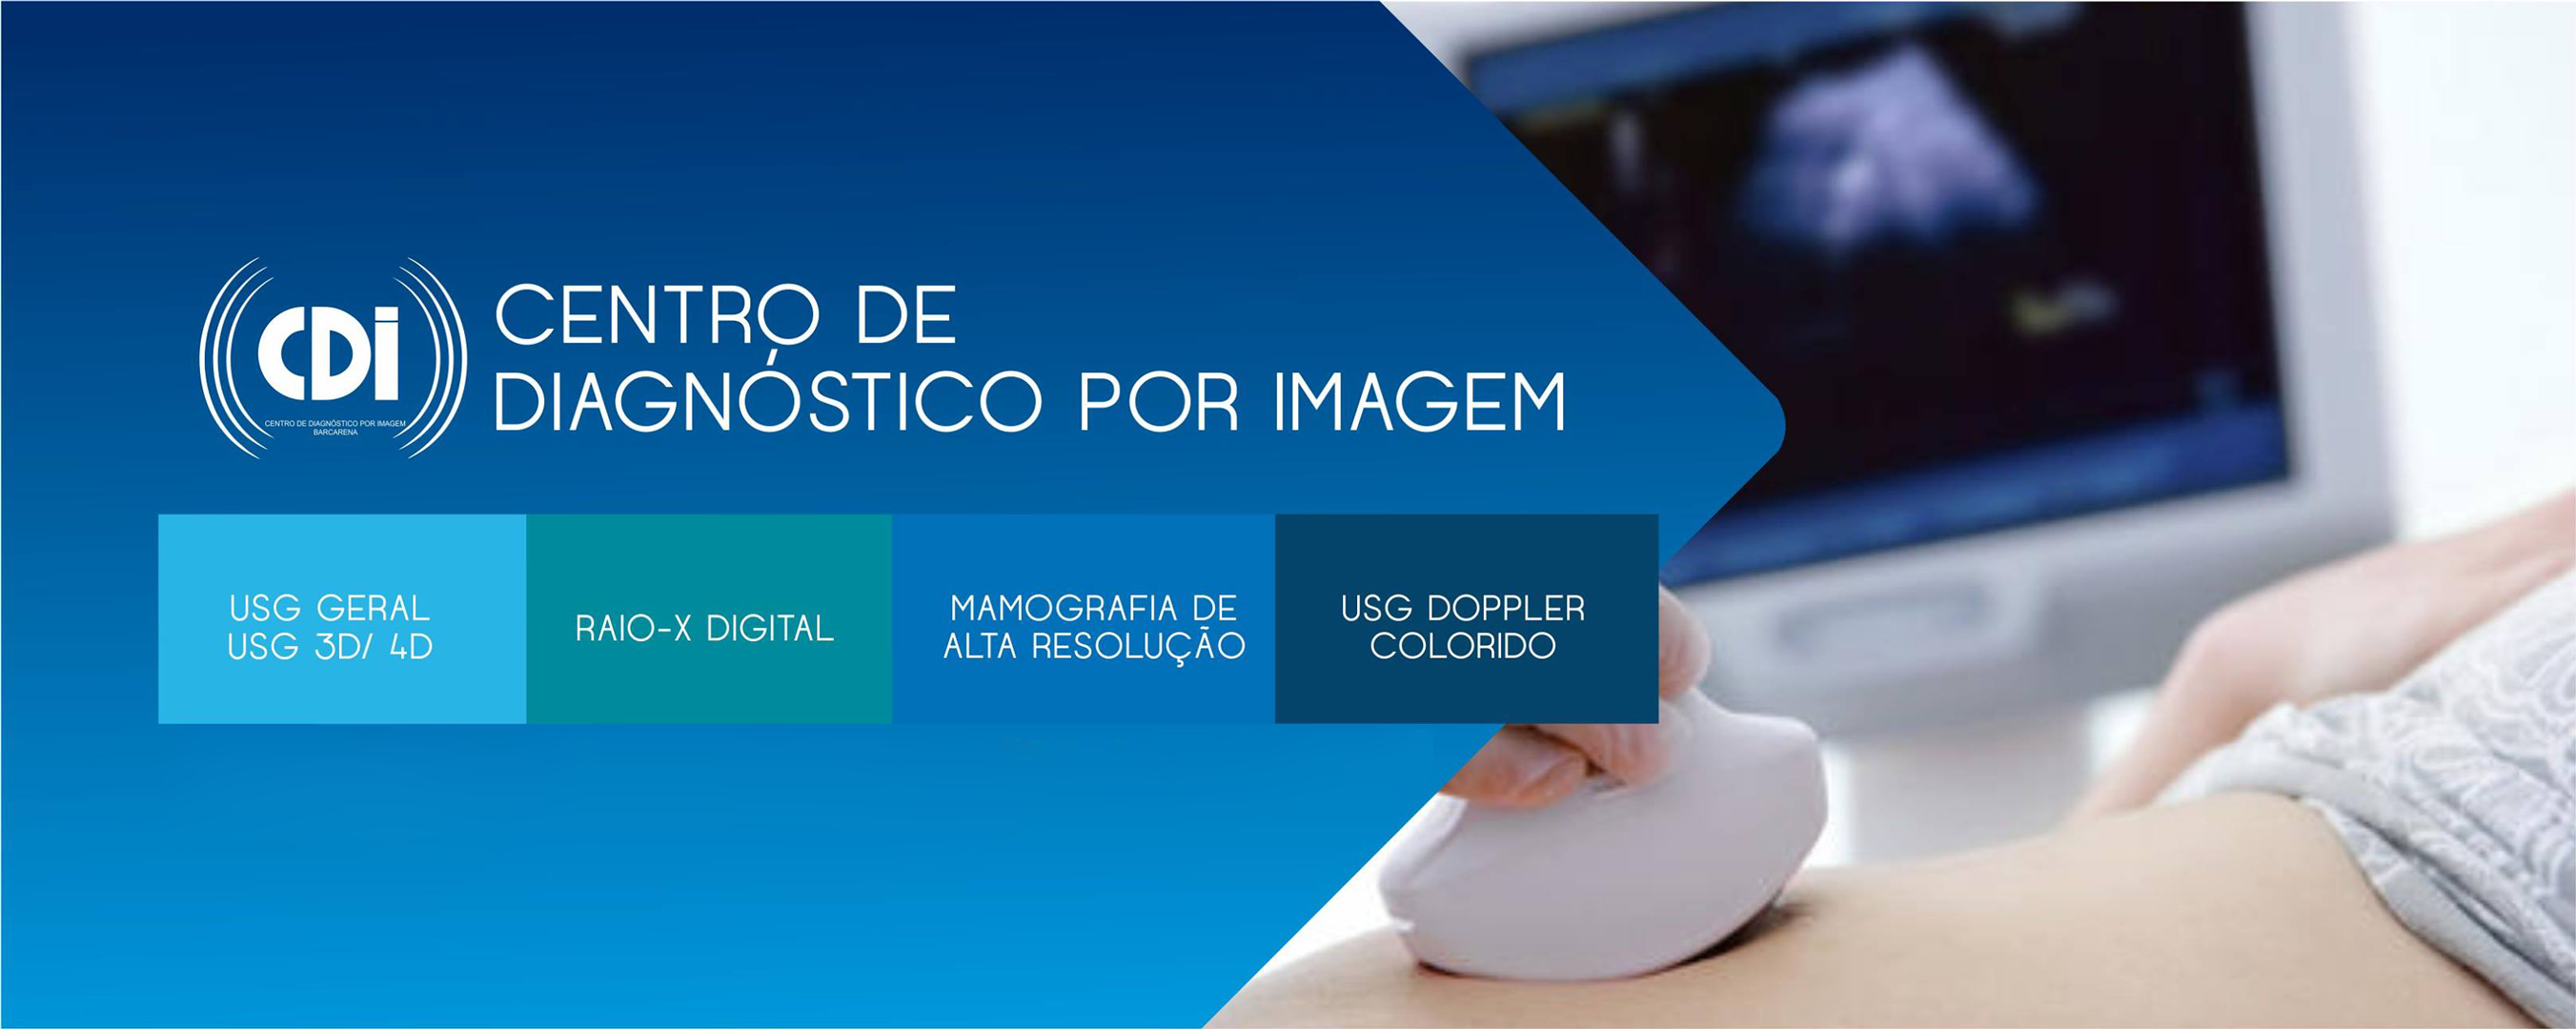 CDI
CENTRO DE DIAGNÓSTICO POR IMAGEM
BARCARENA
CENTRO DE
DIAGNÓSTICO POR IMAGEM
USG GERAL
USG 3D/ 4D
RAIO-X DIGITAL
MAMOGRAFIA DE
ALTA RESOLUÇÃO
USG DOPPLER
COLORIDO